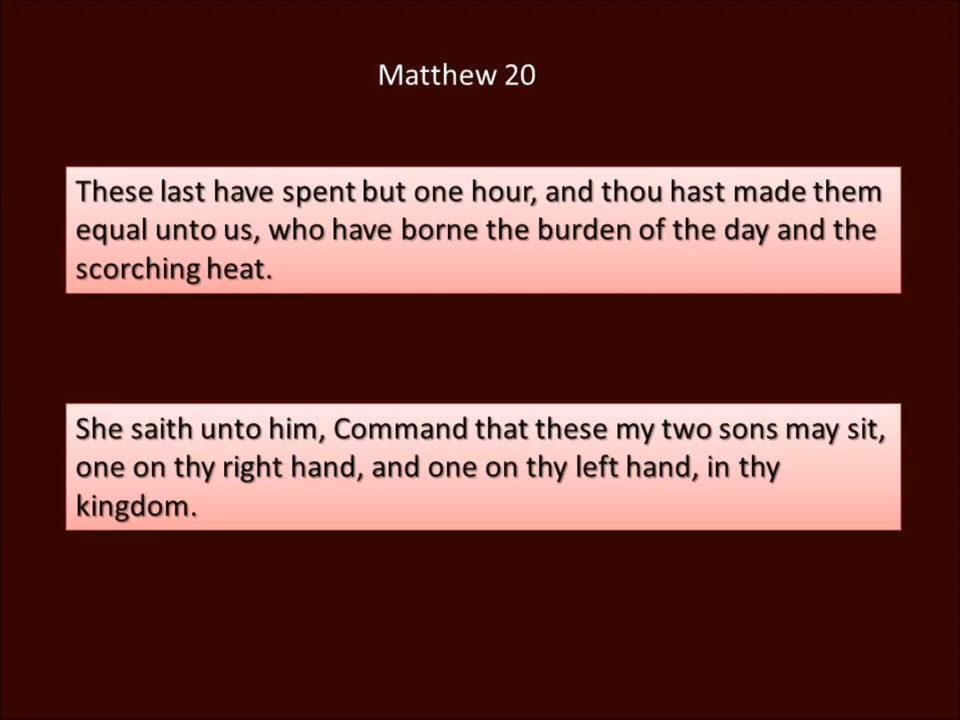 Matthew 20
These last have spent but one hour, and thou hast made them
equal unto us, who have borne the burden of the day and the
scorching heat.
She saith unto him, Command that these my two sons may sit,
one on thy right hand, and one on thy left hand, in thy
kingdom.